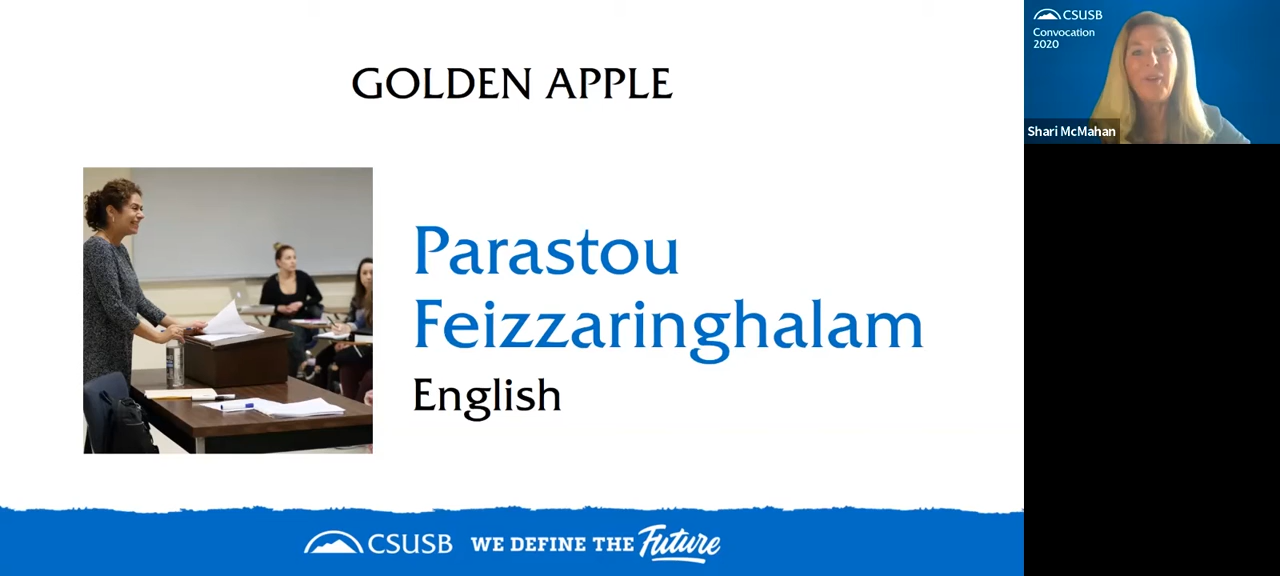 GOLDEN APPLE
Parastou
Feizzaringhalam
English
CSUSB WE DEFINE THE Future
CSUSB
Convocation
2020
Shari McMahan